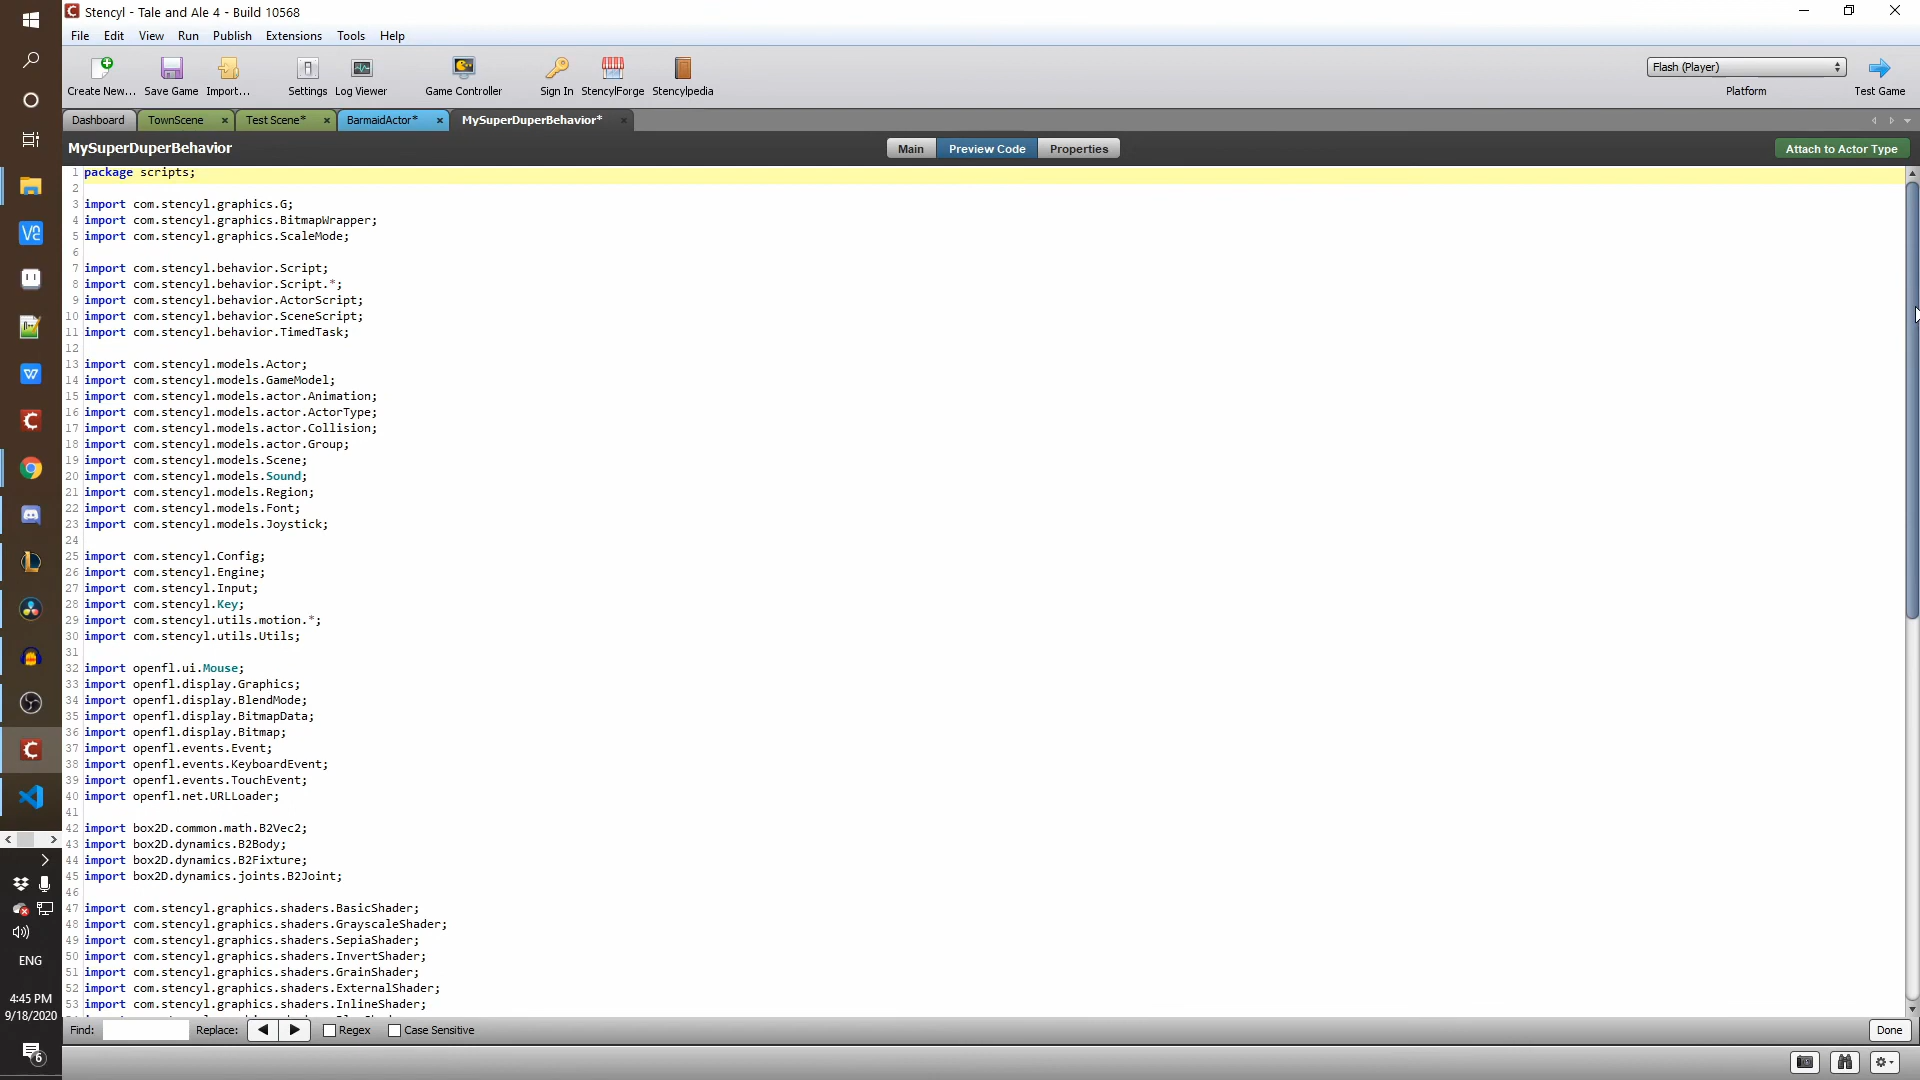 Stencyl - Tale and Ale 4 - Build 10568
File Edit View Run Publish Extensions Tools Help
Create New... Save Game Import... Settings Log Viewer Game Controller Sign In StencylForge Stencylpedia Flash (Player) Platform Test Game
Dashboard TownScene Test Scene* BarmaidActor* MySuperDuperBehavior*
MySuperDuperBehavior Main Preview Code Properties Attach to Actor Type
1 package scripts;
2
3 import com.stencyl.graphics.G;
4 import com.stencyl.graphics.BitmapWrapper;
5 import com.stencyl.graphics.ScaleMode;
6
7 import com.stencyl.behavior.Script;
8 import com.stencyl.behavior.Script.*;
9 import com.stencyl.behavior.ActorScript;
10 import com.stencyl.behavior.SceneScript;
11 import com.stencyl.behavior.TimedTask;
12
13 import com.stencyl.models.Actor;
14 import com.stencyl.models.GameModel;
15 import com.stencyl.models.actor.Animation;
16 import com.stencyl.models.actor.ActorType;
17 import com.stencyl.models.actor.Collision;
18 import com.stencyl.models.actor.Group;
19 import com.stencyl.models.Scene;
20 import com.stencyl.models.Sound;
21 import com.stencyl.models.Region;
22 import com.stencyl.models.Font;
23 import com.stencyl.models.Joystick;
24
25 import com.stencyl.Config;
26 import com.stencyl.Engine;
27 import com.stencyl.Input;
28 import com.stencyl.Key;
29 import com.stencyl.utils.motion.*;
30 import com.stencyl.utils.Utils;
31
32 import openfl.ui.Mouse;
33 import openfl.display.Graphics;
34 import openfl.display.BlendMode;
35 import openfl.display.BitmapData;
36 import openfl.display.Bitmap;
37 import openfl.events.Event;
38 import openfl.events.KeyboardEvent;
39 import openfl.events.TouchEvent;
40 import openfl.net.URLLoader;
41
42 import box2D.common.math.B2Vec2;
43 import box2D.dynamics.B2Body;
44 import box2D.dynamics.B2Fixture;
45 import box2D.dynamics.joints.B2Joint;
46
47 import com.stencyl.graphics.shaders.BasicShader;
48 import com.stencyl.graphics.shaders.GrayscaleShader;
49 import com.stencyl.graphics.shaders.SepiaShader;
50 import com.stencyl.graphics.shaders.InvertShader;
51 import com.stencyl.graphics.shaders.GrainShader;
52 import com.stencyl.graphics.shaders.ExternalShader;
53 import com.stencyl.graphics.shaders.InlineShader;
Find: Replace: Regex Case Sensitive Done
ENG
4:45 PM
9/18/2020
6